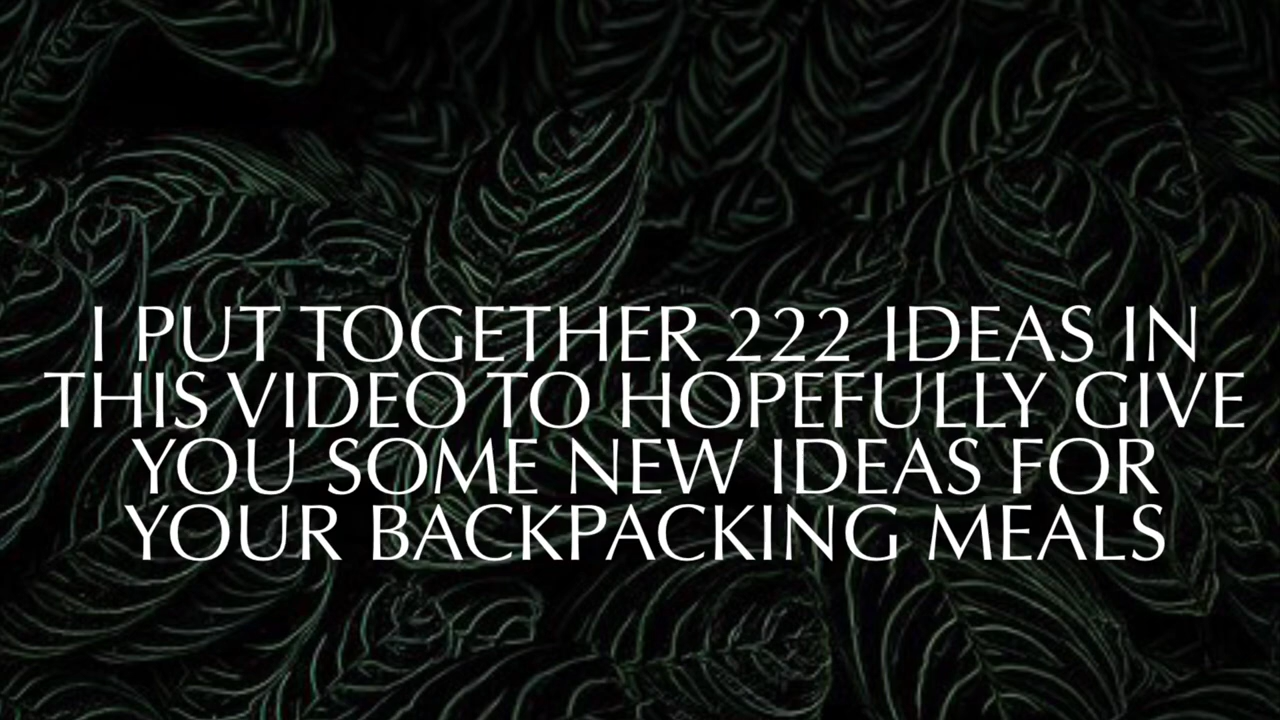 I PUT TOGETHER 222 IDEAS IN
THIS VIDEO TO HOPEFULLY GIVE
YOU SOME NEW IDEAS FOR
YOUR BACKPACKING MEALS